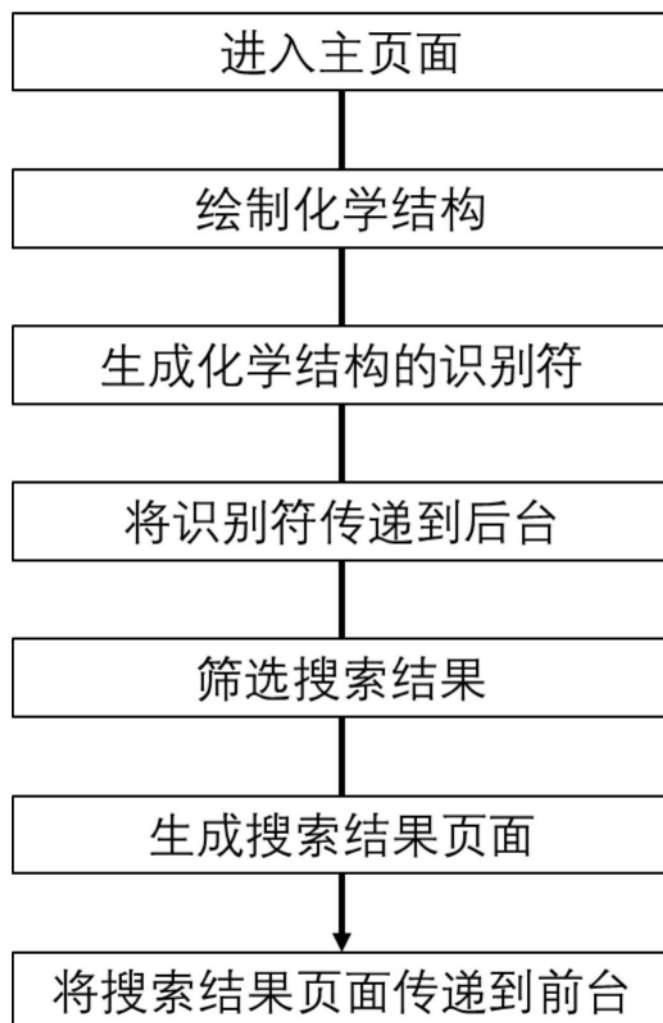 进入主页面
绘制化学结构
生成化学结构的识别符
将识别符传递到后台
筛选搜索结果
生成搜索结果页面
将搜索结果页面传递到前台